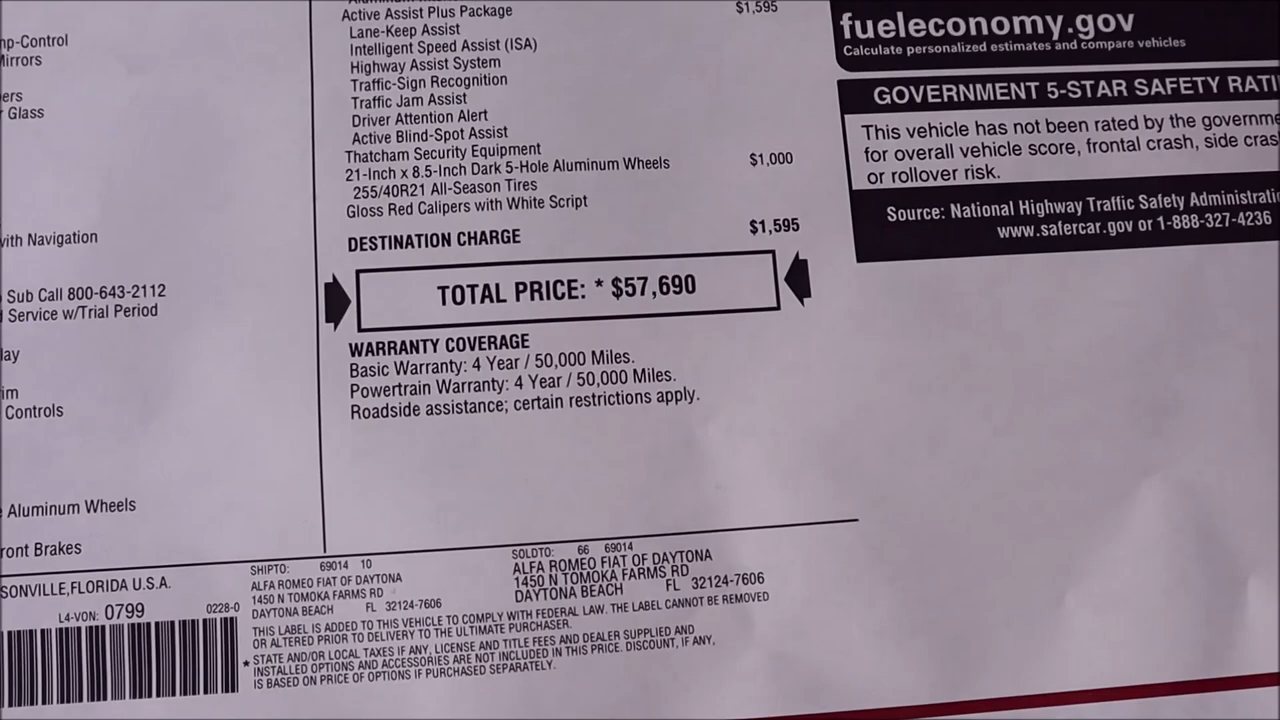 mp-Control
Mirrors
ers
Glass
with Navigation
Sub Call 800-643-2112
Service w/Trial Period
lay
im
Controls
Aluminum Wheels
ront Brakes
Active Assist Plus Package $1,595
Lane-Keep Assist
Intelligent Speed Assist (ISA)
Highway Assist System
Traffic-Sign Recognition
Traffic Jam Assist
Driver Attention Alert
Active Blind-Spot Assist
Thatcham Security Equipment
21-Inch x 8.5-Inch Dark 5-Hole Aluminum Wheels $1,000
255/40R21 All-Season Tires
Gloss Red Calipers with White Script
DESTINATION CHARGE $1,595
TOTAL PRICE: * $57,690
WARRANTY COVERAGE
Basic Warranty: 4 Year / 50,000 Miles.
Powertrain Warranty: 4 Year / 50,000 Miles.
Roadside assistance; certain restrictions apply.
fueleconomy.gov
Calculate personalized estimates and compare vehicles
GOVERNMENT 5-STAR SAFETY RATI
This vehicle has not been rated by the governme
for overall vehicle score, frontal crash, side cras
or rollover risk.
Source: National Highway Traffic Safety Administratio
www.safercar.gov or 1-888-327-4236
SONVILLE,FLORIDA U.S.A.
L4-VON: 0799 0228-0
SHIPTO: 69014 10
ALFA ROMEO FIAT OF DAYTONA
1450 N TOMOKA FARMS RD
DAYTONA BEACH FL 32124-7606
SOLDTO: 66 69014
ALFA ROMEO FIAT OF DAYTONA
1450 N TOMOKA FARMS RD
DAYTONA BEACH FL 32124-7606
THIS LABEL IS ADDED TO THIS VEHICLE TO COMPLY WITH FEDERAL LAW. THE LABEL CANNOT BE REMOVED
OR ALTERED PRIOR TO DELIVERY TO THE ULTIMATE PURCHASER.
* STATE AND/OR LOCAL TAXES IF ANY, LICENSE AND TITLE FEES AND DEALER SUPPLIED AND
INSTALLED OPTIONS AND ACCESSORIES ARE NOT INCLUDED IN THIS PRICE. DISCOUNT, IF ANY,
IS BASED ON PRICE OF OPTIONS IF PURCHASED SEPARATELY.